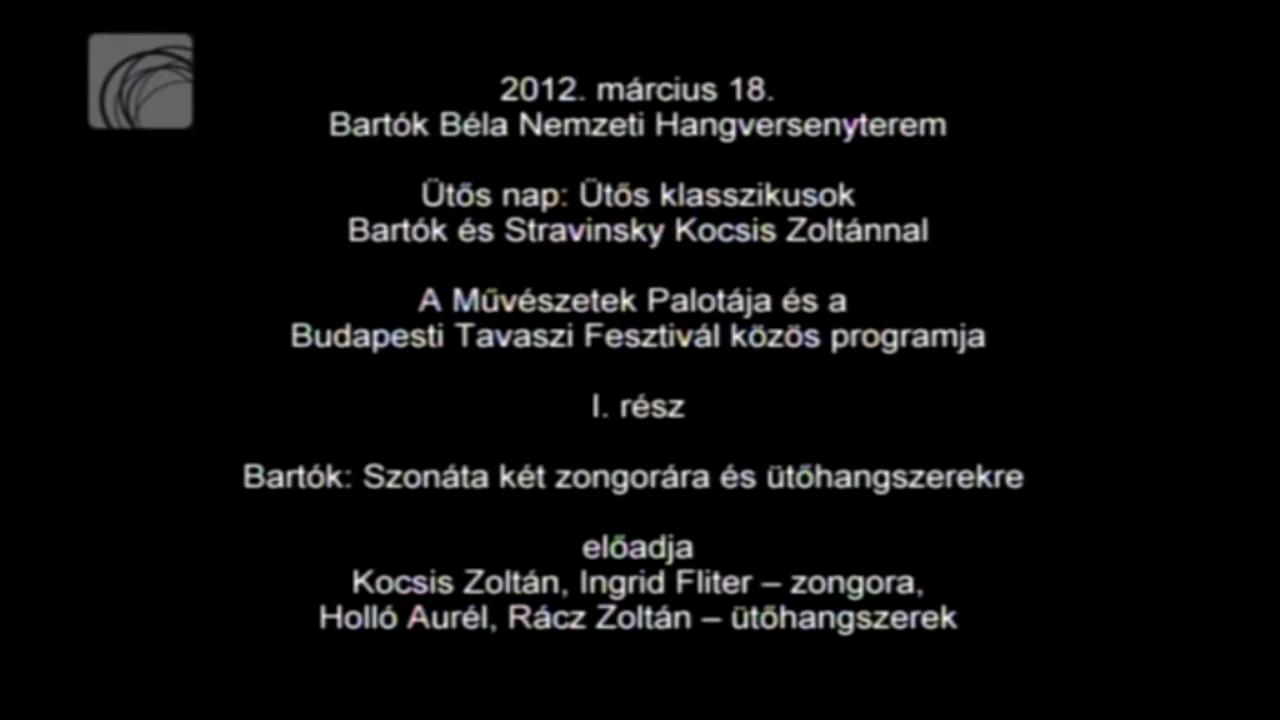 2012. március 18.
Bartók Béla Nemzeti Hangversenyterem
Ütős nap: Ütős klasszikusok
Bartók és Stravinsky Kocsis Zoltánnal
A Művészetek Palotája és a
Budapesti Tavaszi Fesztivál közös programja
I. rész
Bartók: Szonáta két zongorára és ütőhangszerekre
előadja
Kocsis Zoltán, Ingrid Fliter – zongora,
Holló Aurél, Rácz Zoltán – ütőhangszerek